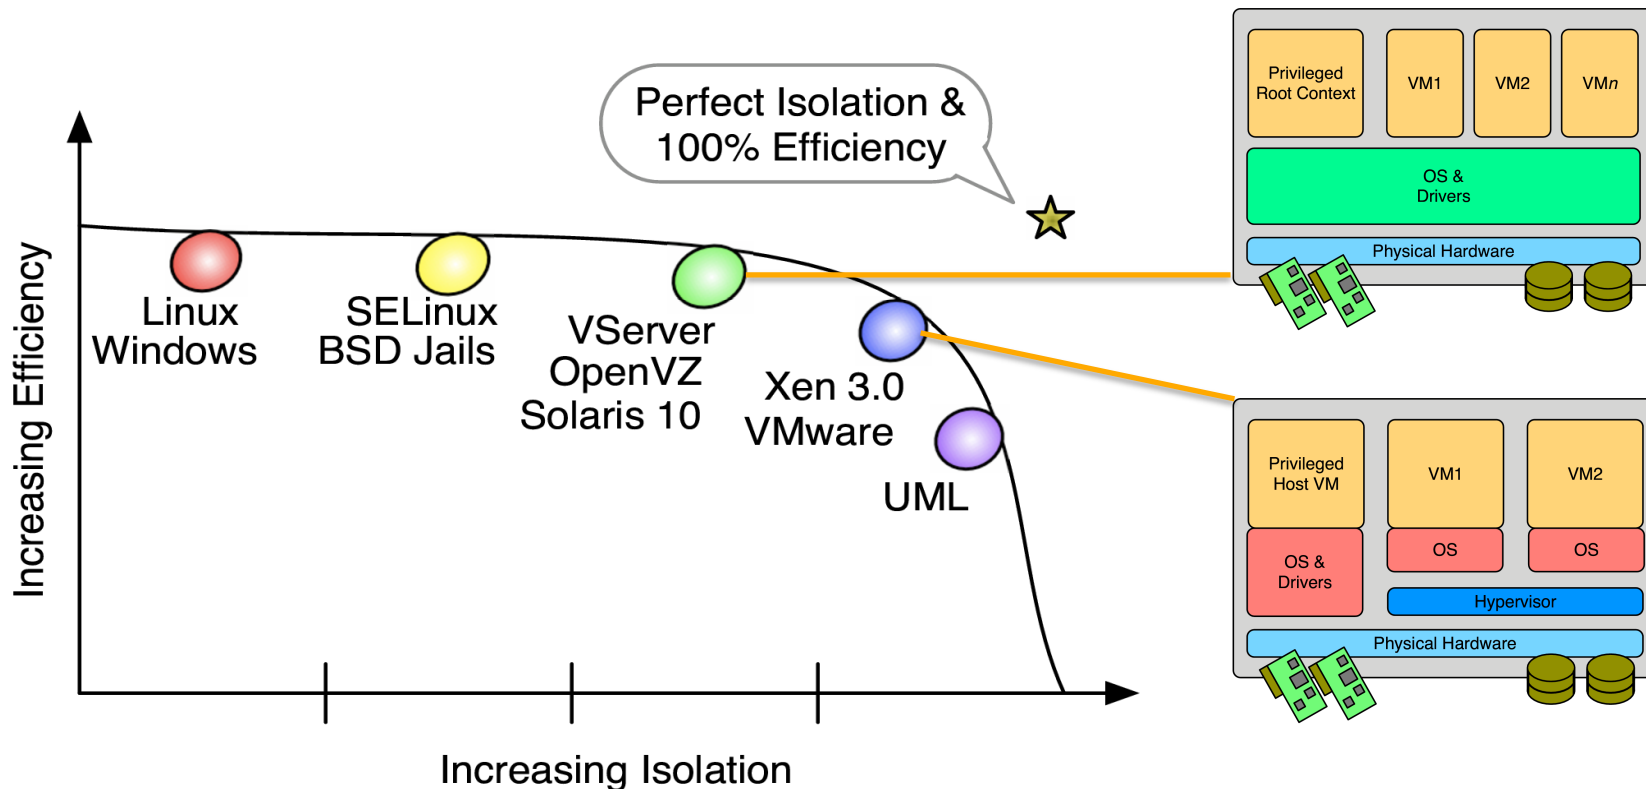 Perfect Isolation &
100% Efficiency
Increasing Efficiency
Linux
Windows
SELinux
BSD Jails
VServer
OpenVZ
Solaris 10
Xen 3.0
VMware
UML
Increasing Isolation
Privileged
Root Context
VM1
VM2
VMn
OS &
Drivers
Physical Hardware
Privileged
Host VM
VM1
VM2
OS &
Drivers
OS
OS
Hypervisor
Physical Hardware